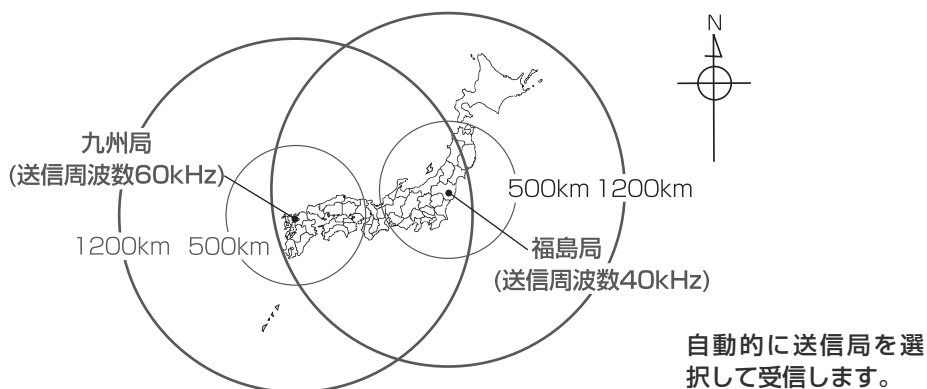 N
九州局
(送信周波数60kHz)
500km 1200km
1200km 500km
福島局
(送信周波数40kHz)
自動的に送信局を選
択して受信します。